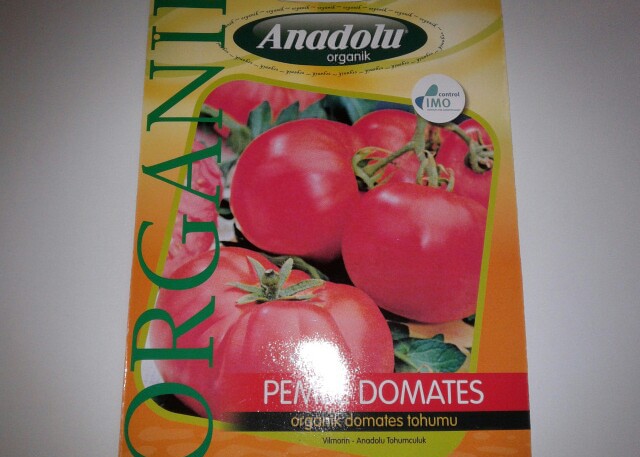 Anadolu
organik
control
IMO
ORGANİ
DOMATES
organik domates tohumu
Vilmorin - Anadolu Tohumculuk